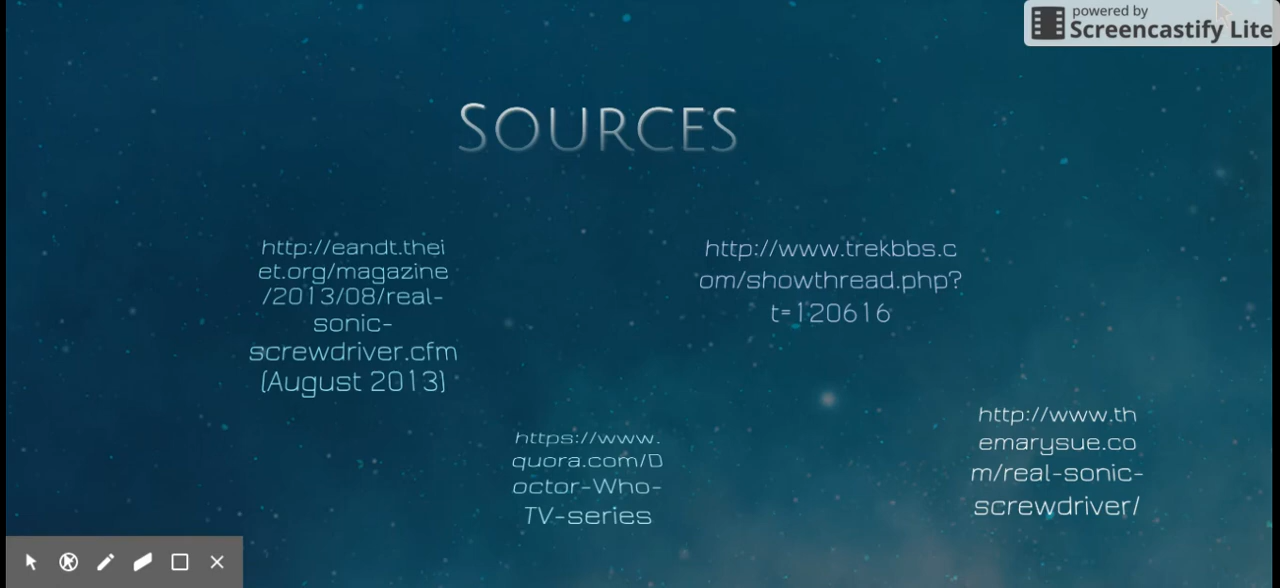 powered by
Screencastify Lite
SOURCES
http://eandt.thei
et.org/magazine
/2013/08/real-
sonic-
screwdriver.cfm
(August 2013)
http://www.trekbbs.c
om/showthread.php?
t=120616
https://www.
quora.com/D
octor-Who-
TV-series
http://www.th
emarysue.co
m/real-sonic-
screwdriver/